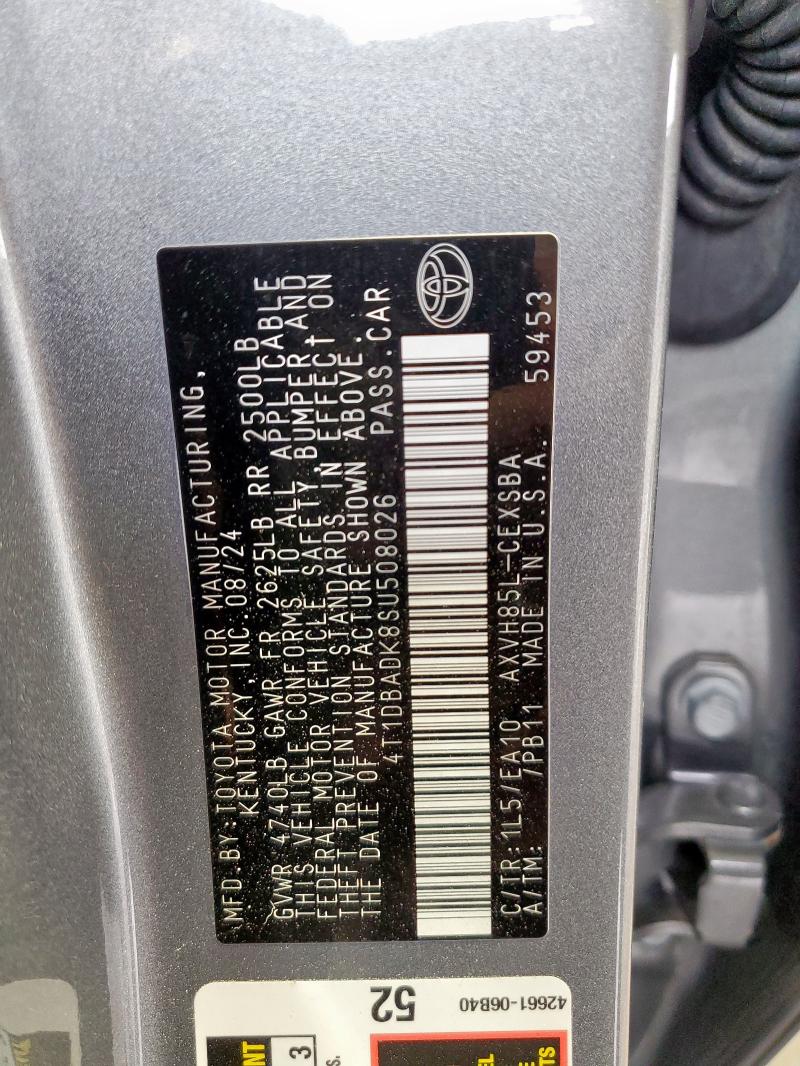 MFD. BY: TOYOTA MOTOR MANUFACTURING,
KENTUCKY, INC. 08/24
GVWR 4740LB GAWR FR 2625LB RR 2500LB
THIS VEHICLE CONFORMS TO ALL APPLICABLE
FEDERAL MOTOR VEHICLE SAFETY, BUMPER, AND
THEFT PREVENTION STANDARDS IN EFFECT ON
THE DATE OF MANUFACTURE SHOWN ABOVE.
4T1DBADK8SU508026 PASS.CAR
C/TR: 1L5/EA10 AXVH85L-CEXSBA
A/TM: 7PB11 MADE IN U.S.A. 59453
52
42661-06B40
3